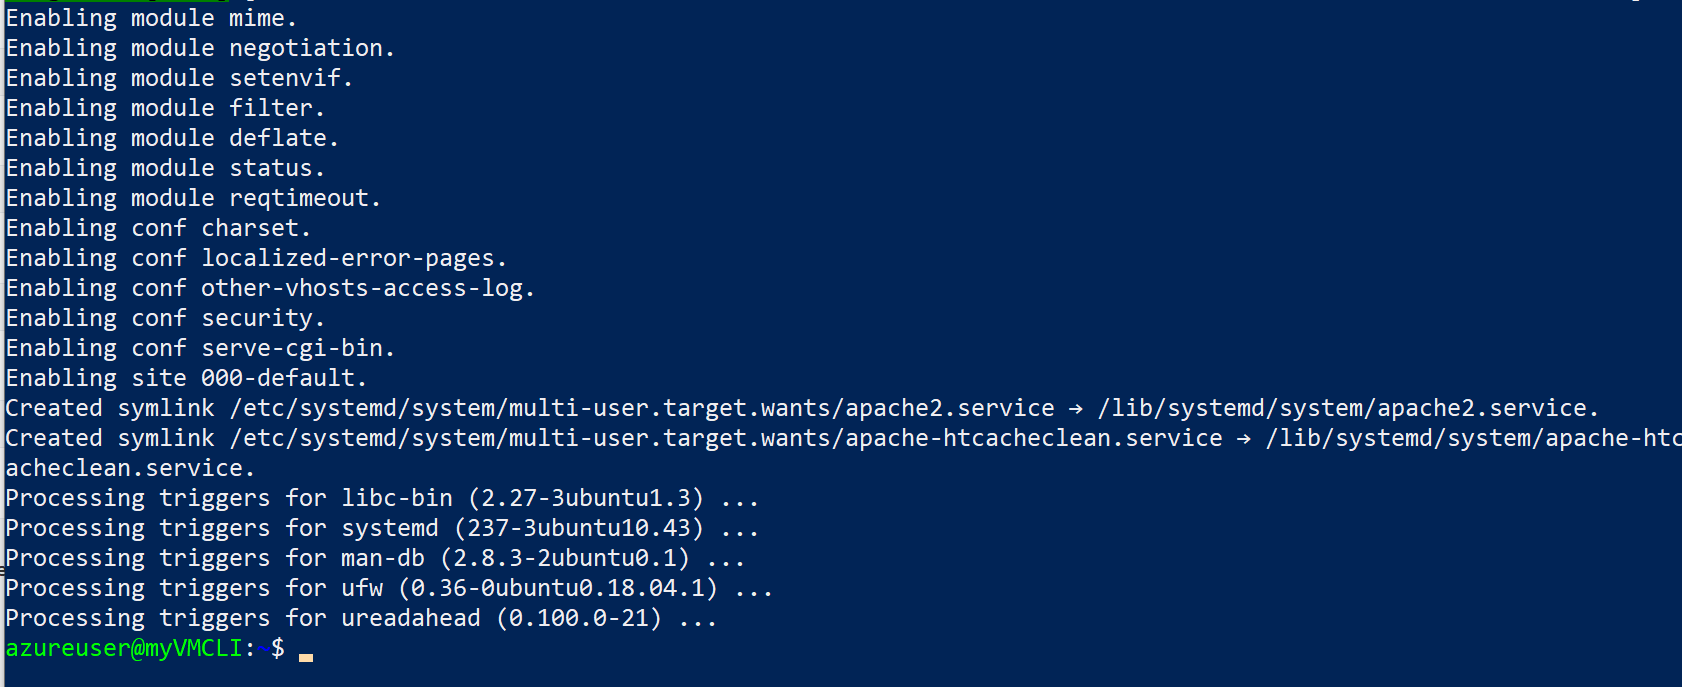 Enabling module mime.
Enabling module negotiation.
Enabling module setenvif.
Enabling module filter.
Enabling module deflate.
Enabling module status.
Enabling module reqtimeout.
Enabling conf charset.
Enabling conf localized-error-pages.
Enabling conf other-vhosts-access-log.
Enabling conf security.
Enabling conf serve-cgi-bin.
Enabling site 000-default.
Created symlink /etc/systemd/system/multi-user.target.wants/apache2.service → /lib/systemd/system/apache2.service.
Created symlink /etc/systemd/system/multi-user.target.wants/apache-htcacheclean.service → /lib/systemd/system/apache-htc
acheclean.service.
Processing triggers for libc-bin (2.27-3ubuntu1.3) ...
Processing triggers for systemd (237-3ubuntu10.43) ...
Processing triggers for man-db (2.8.3-2ubuntu0.1) ...
Processing triggers for ufw (0.36-0ubuntu0.18.04.1) ...
Processing triggers for ureadahead (0.100.0-21) ...
azureuser@myVMCLI:~$